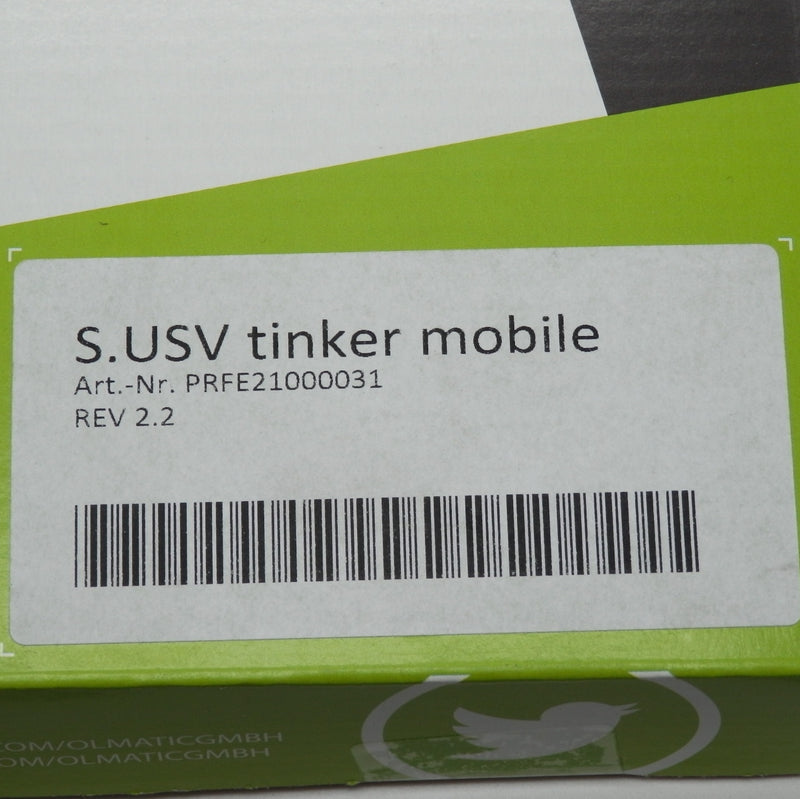 S.USV tinker mobile
Art.-Nr. PRFE21000031
REV 2.2
COM/OLMATICGMBH
COM/OLMATICGMBH